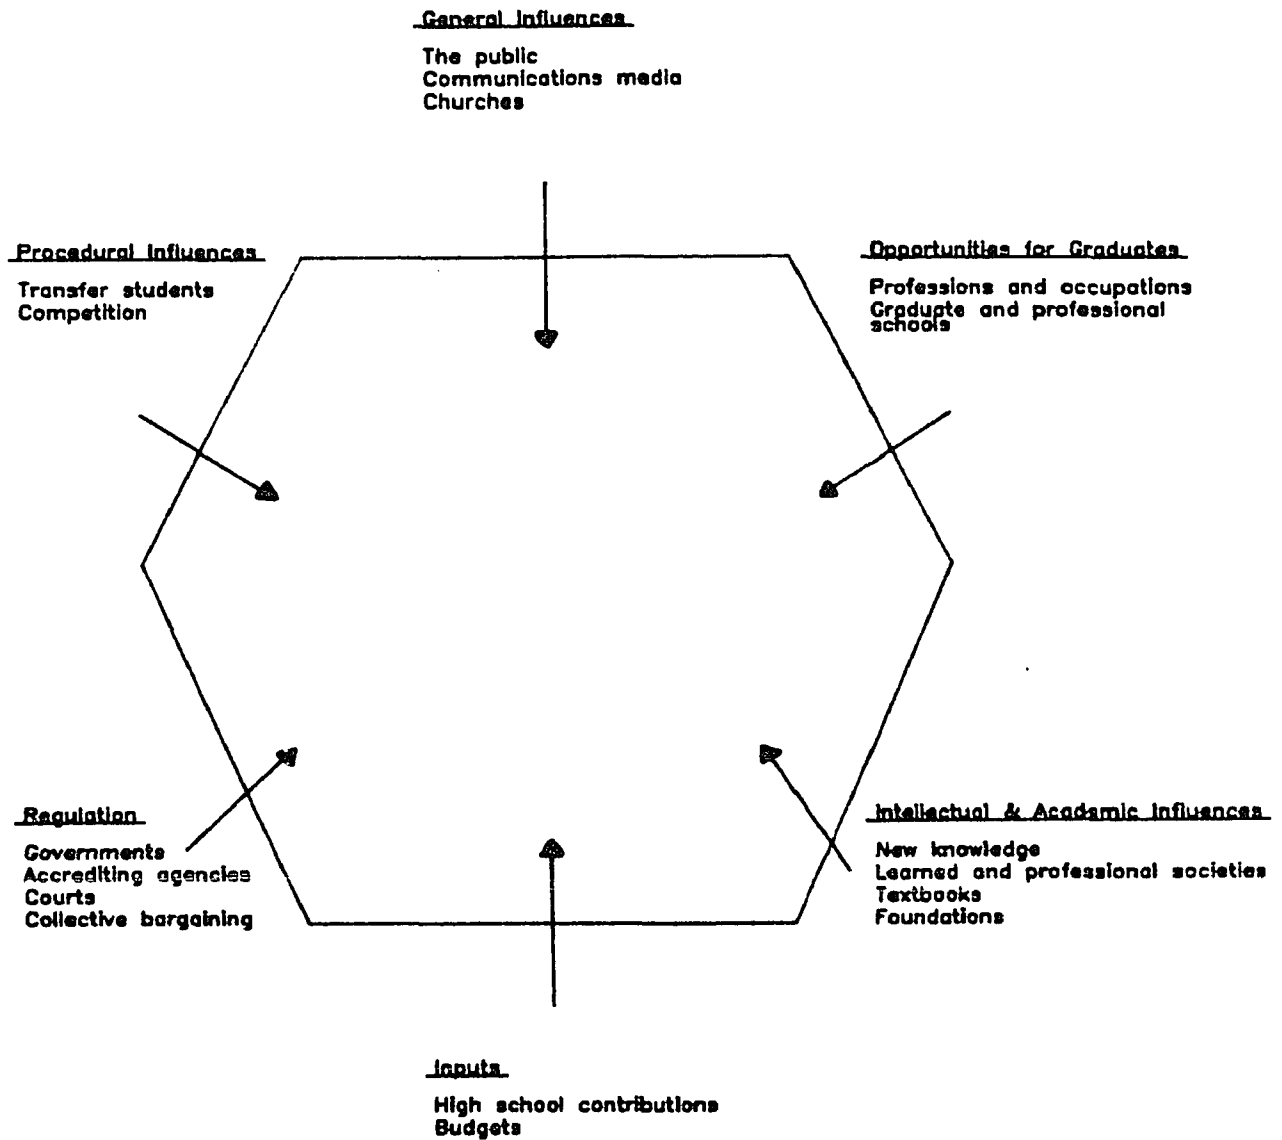 General Influences
The public
Communications media
Churches
Procedural Influences
Transfer students
Competition
Opportunities for Graduates
Professions and occupations
Graduate and professional
schools
Regulation
Governments
Accrediting agencies
Courts
Collective bargaining
Intellectual & Academic Influences
New knowledge
Learned and professional societies
Textbooks
Foundations
Inputs
High school contributions
Budgets